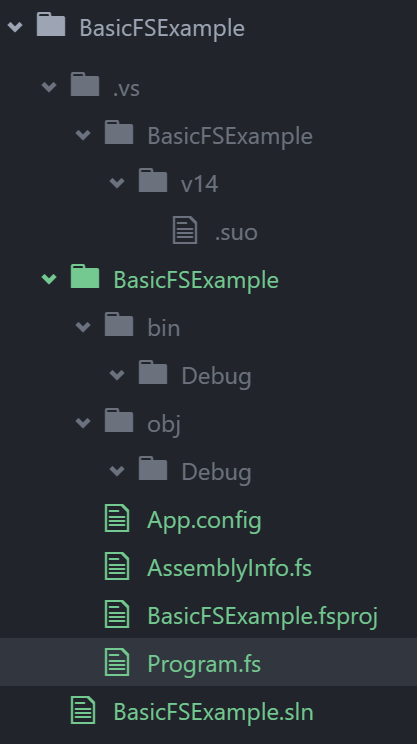 BasicFSExample
.vs
BasicFSExample
v14
.suo
BasicFSExample
bin
Debug
obj
Debug
App.config
AssemblyInfo.fs
BasicFSExample.fsproj
Program.fs
BasicFSExample.sln